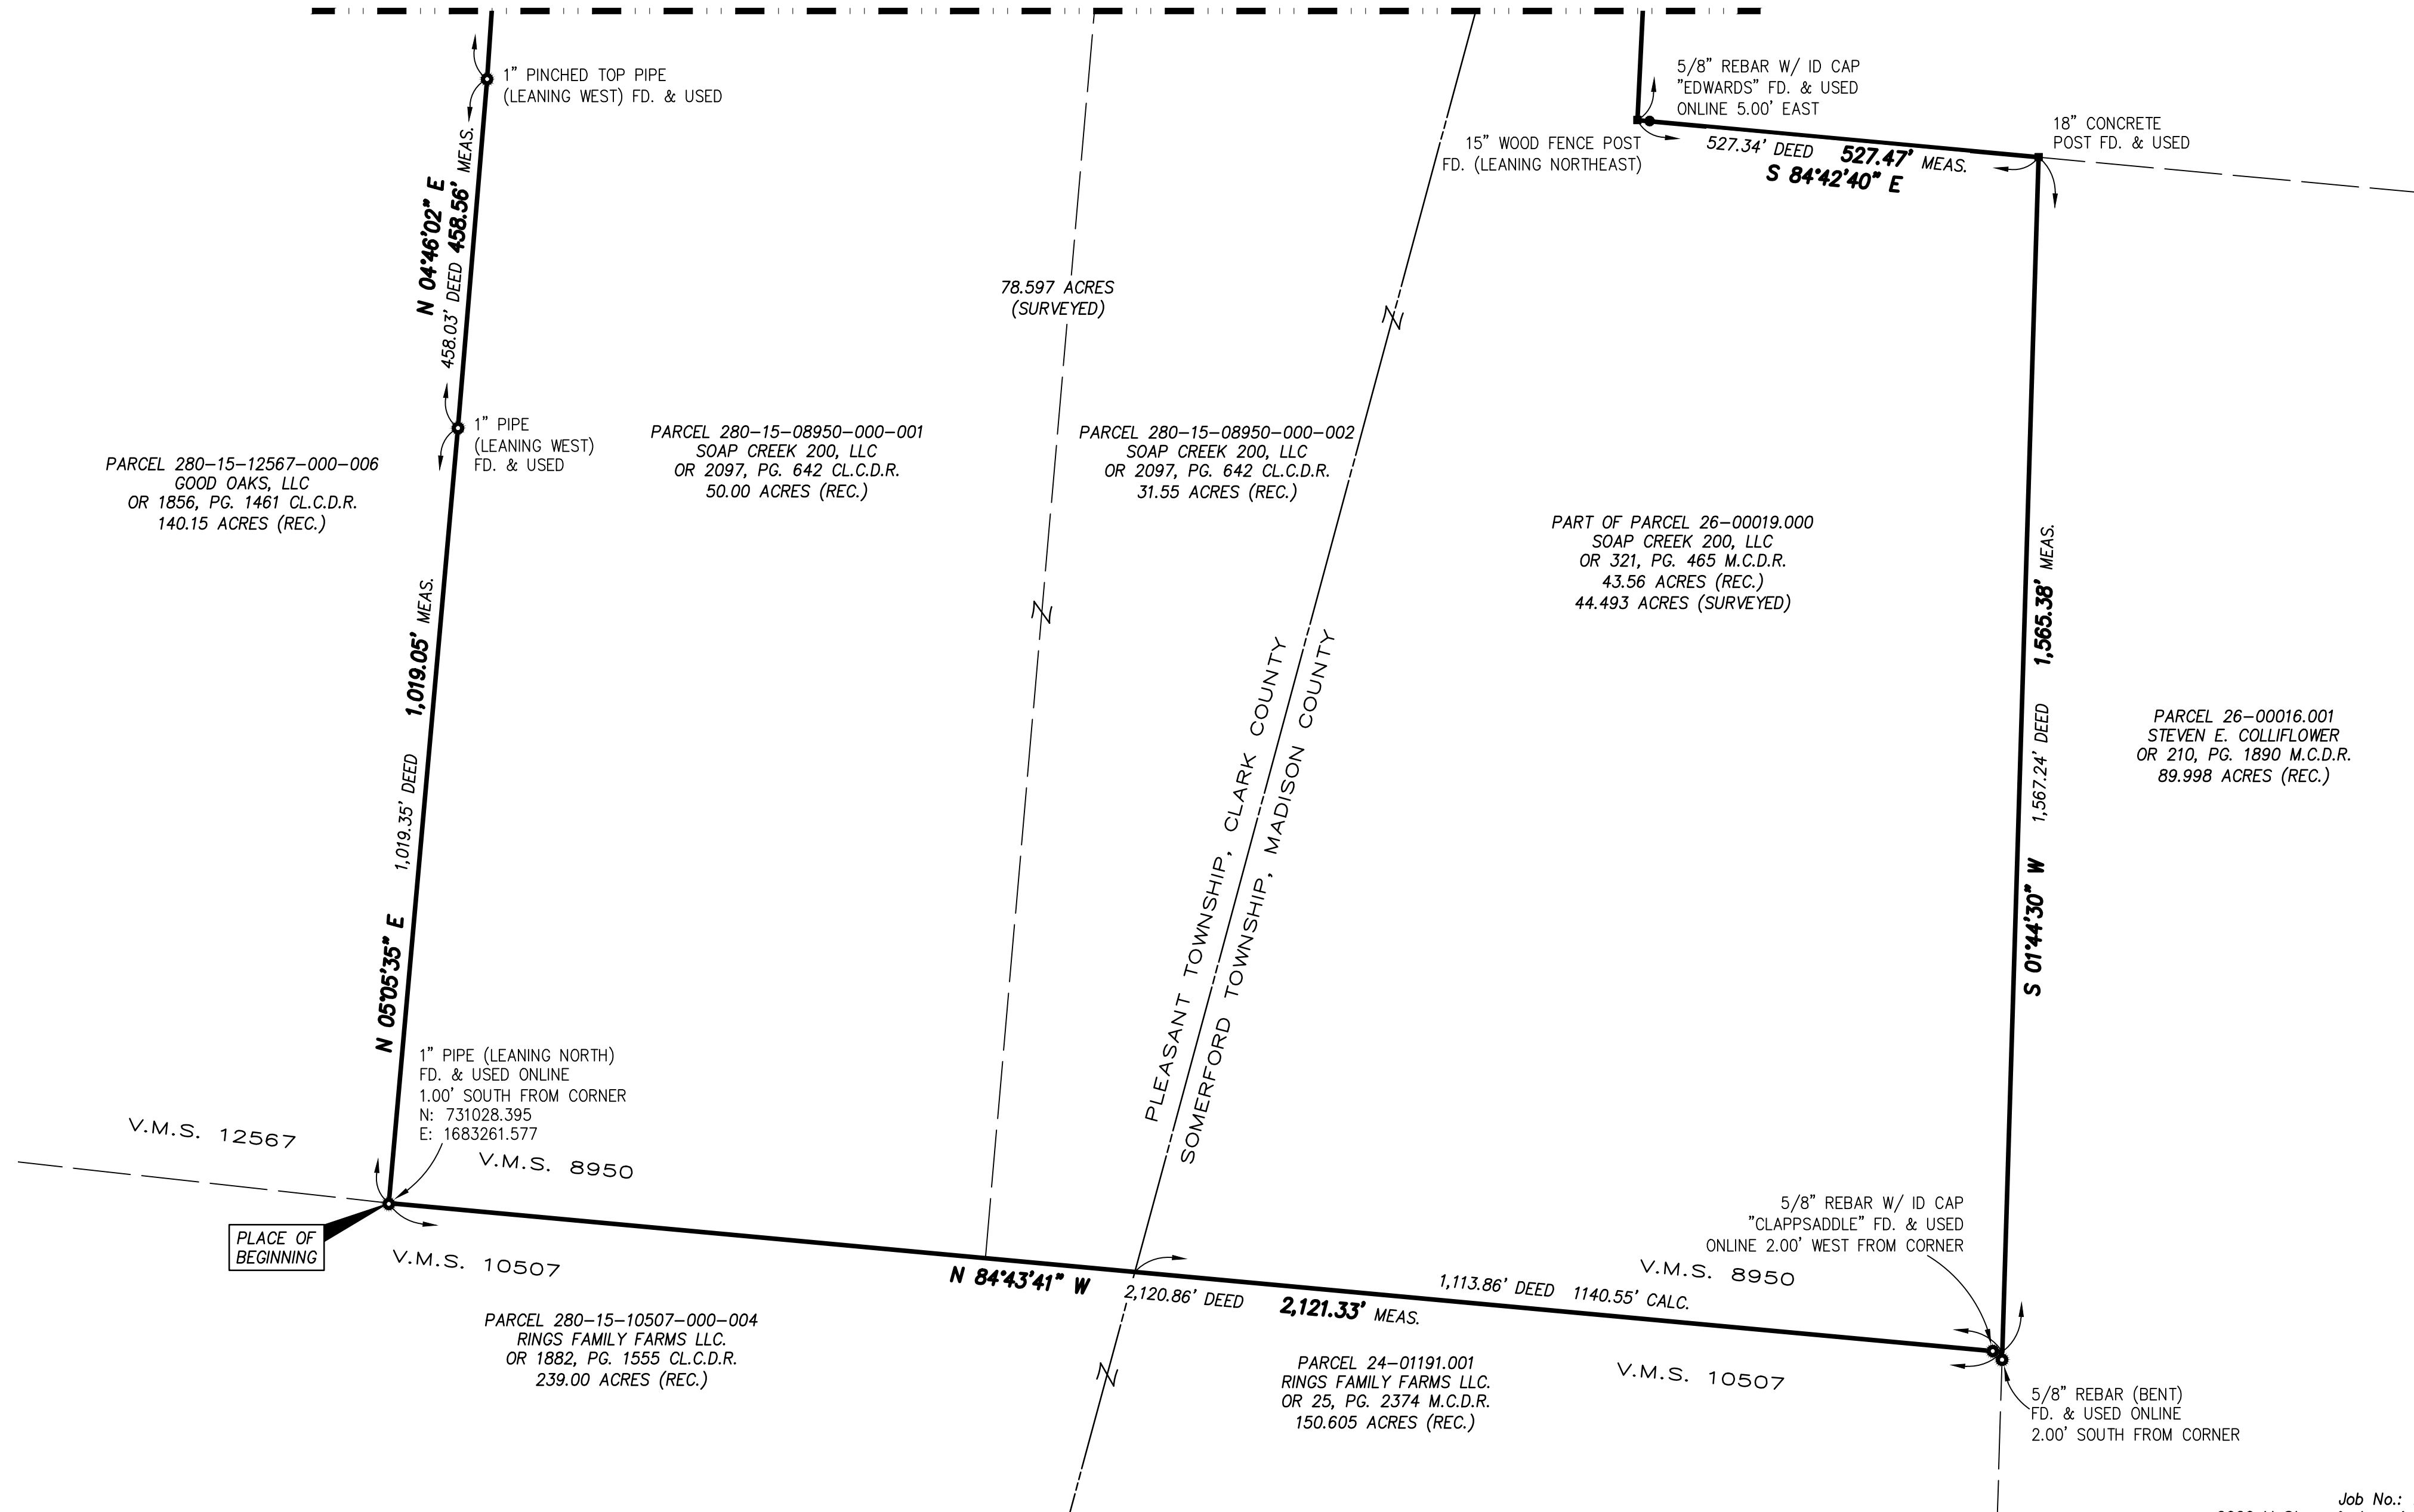 1" PINCHED TOP PIPE
(LEANING WEST) FD. & USED
5/8" REBAR W/ ID CAP
"EDWARDS" FD. & USED
ONLINE 5.00' EAST
15" WOOD FENCE POST
FD. (LEANING NORTHEAST)
527.34' DEED 527.47' MEAS.
S 84°42'40" E
18" CONCRETE
POST FD. & USED
N 04°46'02" E
458.03' DEED 458.56' MEAS.
78.597 ACRES
(SURVEYED)
1" PIPE
(LEANING WEST)
FD. & USED
PARCEL 280-15-12567-000-006
GOOD OAKS, LLC
OR 1856, PG. 1461 CL.C.D.R.
140.15 ACRES (REC.)
PARCEL 280-15-08950-000-001
SOAP CREEK 200, LLC
OR 2097, PG. 642 CL.C.D.R.
50.00 ACRES (REC.)
PARCEL 280-15-08950-000-002
SOAP CREEK 200, LLC
OR 2097, PG. 642 CL.C.D.R.
31.55 ACRES (REC.)
PART OF PARCEL 26-00019.000
SOAP CREEK 200, LLC
OR 321, PG. 465 M.C.D.R.
43.56 ACRES (REC.)
44.493 ACRES (SURVEYED)
N 05°05'35" E 1,019.35' DEED 1,019.05' MEAS.
PLEASANT TOWNSHIP, CLARK COUNTY
SOMERFORD TOWNSHIP, MADISON COUNTY
S 01°44'30" W 1,567.24' DEED 1,565.38' MEAS.
PARCEL 26-00016.001
STEVEN E. COLLIFLOWER
OR 210, PG. 1890 M.C.D.R.
89.998 ACRES (REC.)
1" PIPE (LEANING NORTH)
FD. & USED ONLINE
1.00' SOUTH FROM CORNER
N: 731028.395
E: 1683261.577
V.M.S. 12567
V.M.S. 8950
PLACE OF
BEGINNING
V.M.S. 10507
N 84°43'41" W
2,120.86' DEED 2,121.33' MEAS.
1,113.86' DEED 1140.55' CALC.
5/8" REBAR W/ ID CAP
"CLAPPSADDLE" FD. & USED
ONLINE 2.00' WEST FROM CORNER
V.M.S. 8950
PARCEL 280-15-10507-000-004
RINGS FAMILY FARMS LLC.
OR 1882, PG. 1555 CL.C.D.R.
239.00 ACRES (REC.)
PARCEL 24-01191.001
RINGS FAMILY FARMS LLC.
OR 25, PG. 2374 M.C.D.R.
150.605 ACRES (REC.)
V.M.S. 10507
5/8" REBAR (BENT)
FD. & USED ONLINE
2.00' SOUTH FROM CORNER
Job No.: